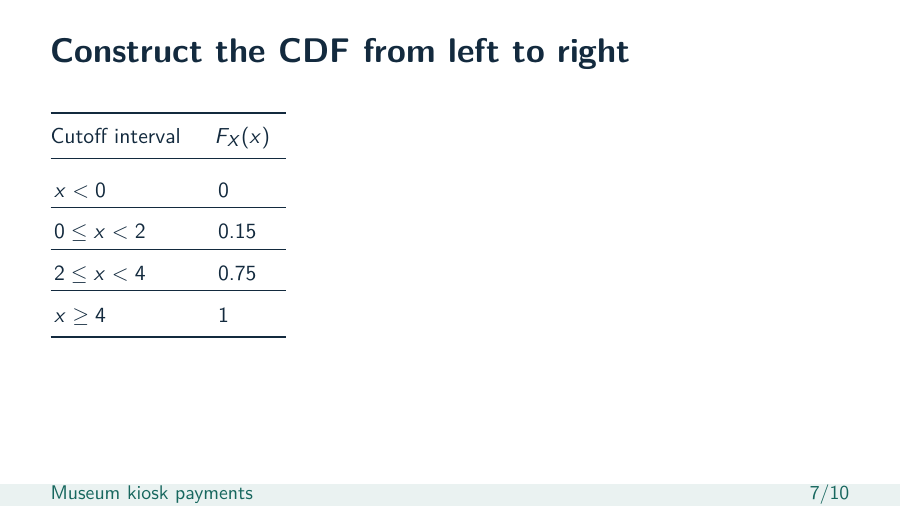 Construct the CDF from left to right
Cutoff interval F_X(x)
x < 0 0
0 ≤ x < 2 0.15
2 ≤ x < 4 0.75
x ≥ 4 1
Museum kiosk payments 7/10